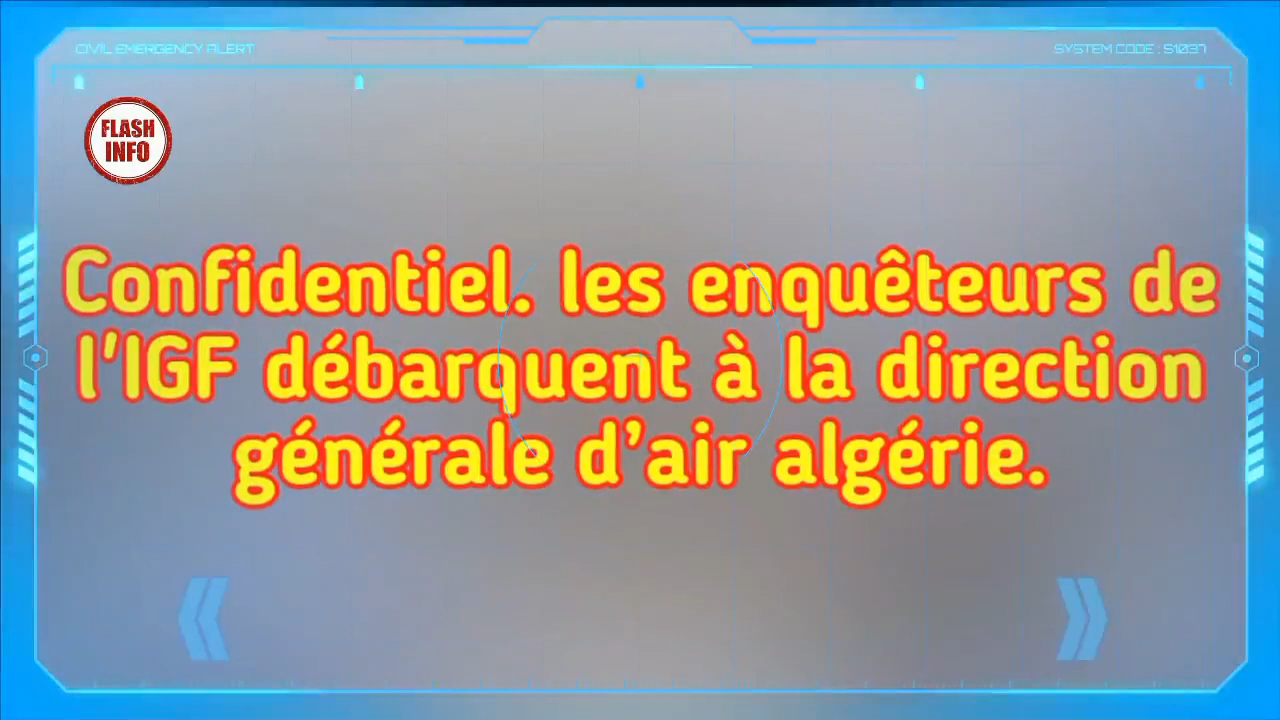 CIVIL EMERGENCY ALERT
SYSTEM CODE : S1037
FLASH
INFO
Confidentiel. les enquêteurs de
l'IGF débarquent à la direction
générale d’air algérie.